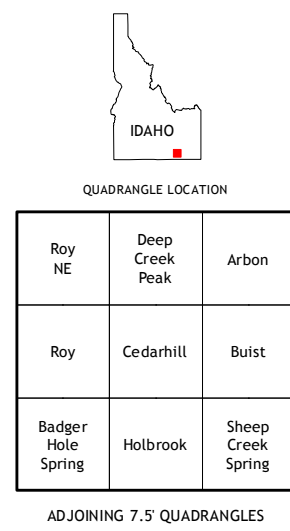 IDAHO
QUADRANGLE LOCATION
Roy
NE
Deep
Creek
Peak
Arbon
Roy
Cedarhill
Buist
Badger
Hole
Spring
Holbrook
Sheep
Creek
Spring
ADJOINING 7.5' QUADRANGLES